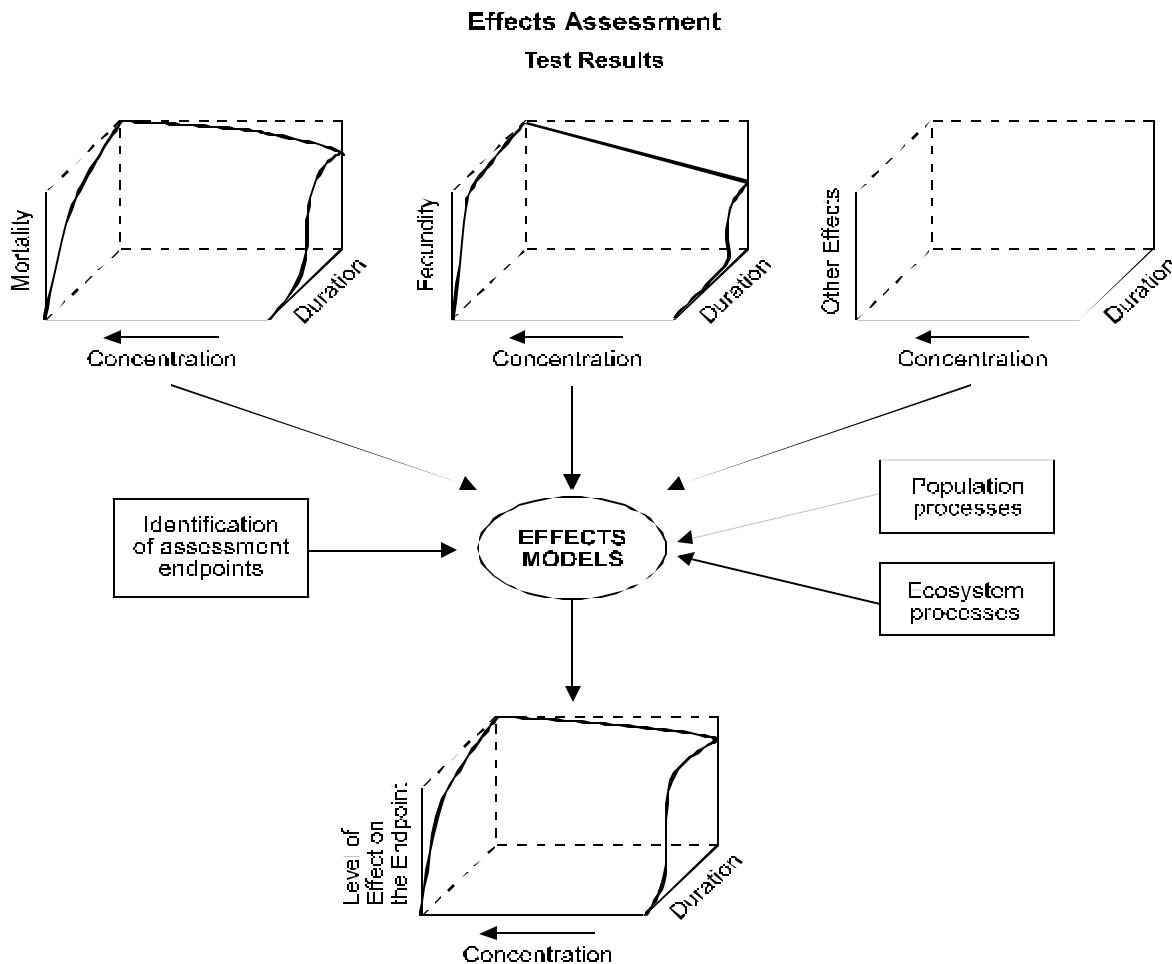 Effects Assessment
Test Results
Mortality
Duration
Concentration
Fecundity
Duration
Concentration
Other Effects
Duration
Concentration
Identification
of assessment
endpoints
EFFECTS
MODELS
Population
processes
Ecosystem
processes
Level of
Effect on
the Endpoint
Duration
Concentration